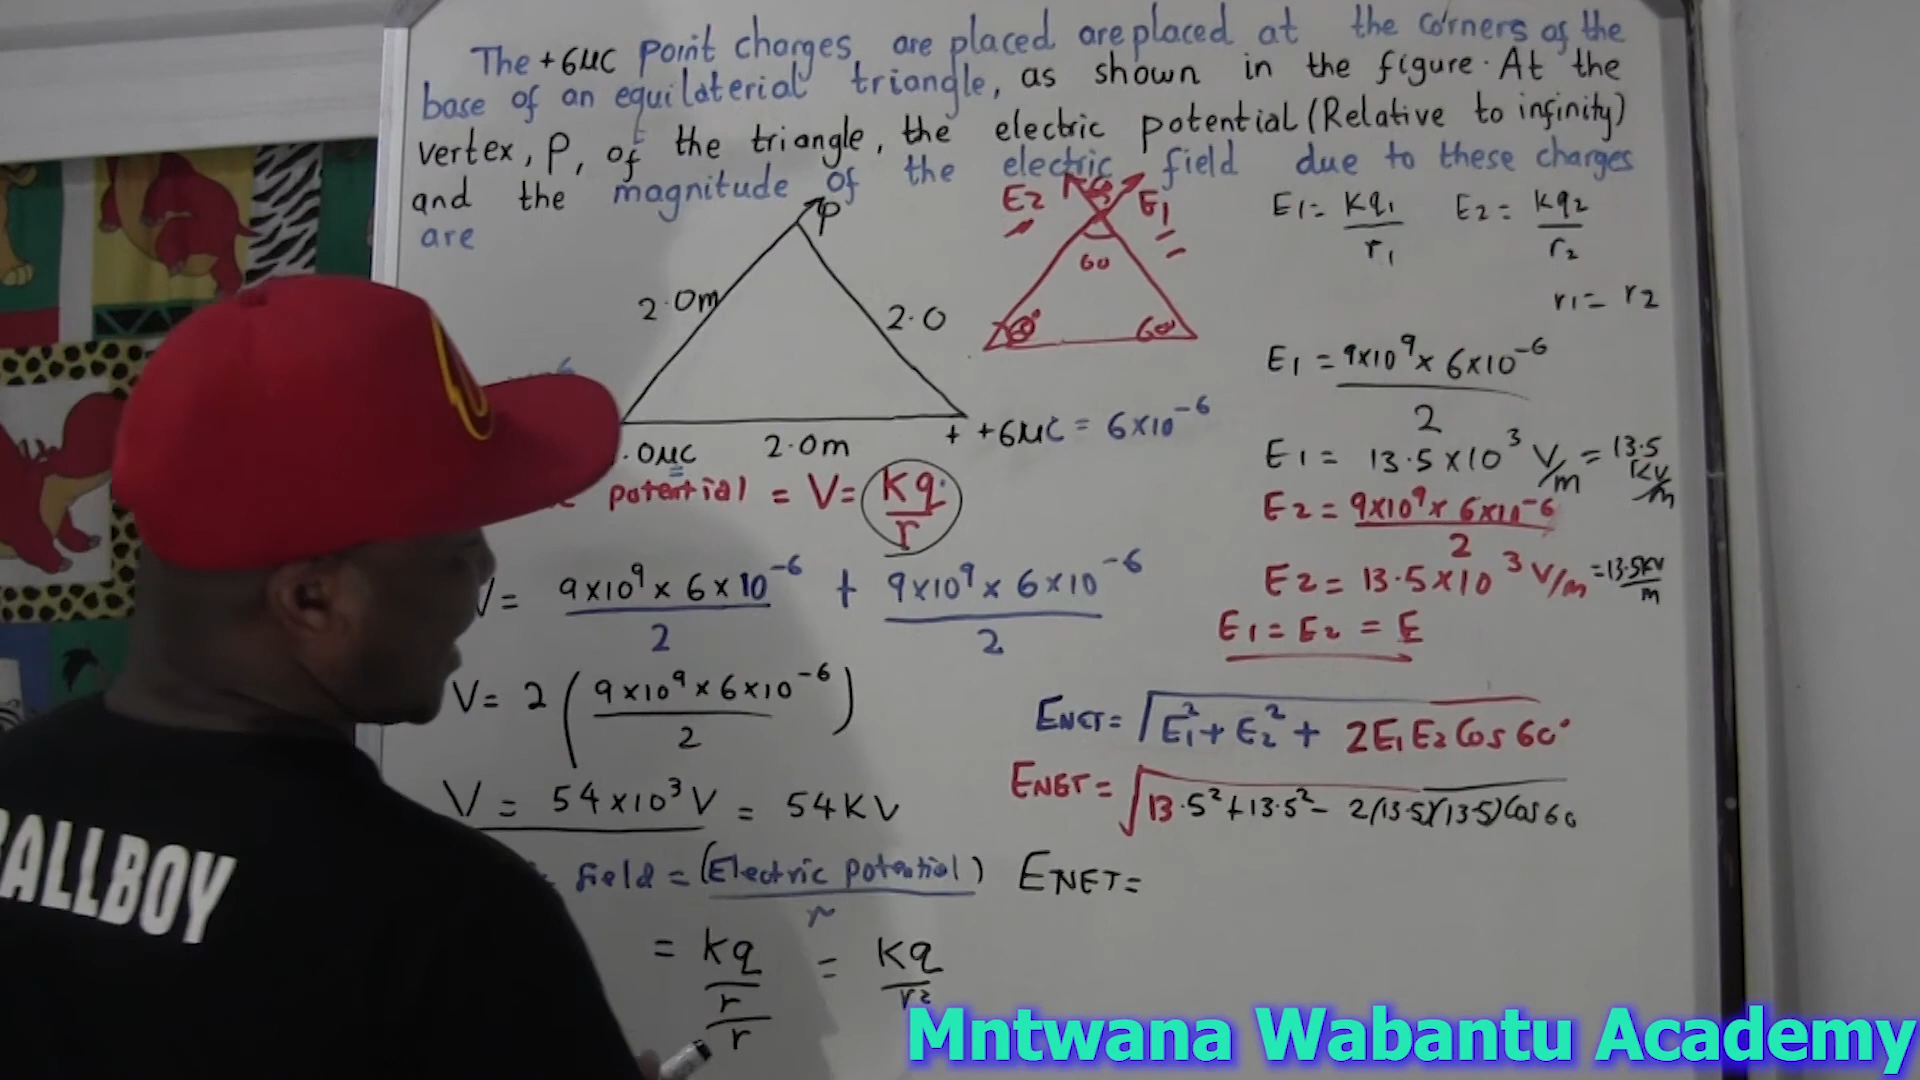 The +6μC point charges are placed are placed at the corners of the
base of an equilaterial triangle, as shown in the figure. At the
vertex, P, of the triangle, the electric potential (Relative to infinity)
and the magnitude of the electric field due to these charges
are
P
2.0m
2.0
.0μC
2.0m
+ +6μC = 6×10⁻⁶
E2
E1
60
60
60°
60
potential = V = kq/r
V = 9×10⁹ × 6×10⁻⁶/2 + 9×10⁹ × 6×10⁻⁶/2
V = 2 (9×10⁹ × 6×10⁻⁶/2)
V = 54×10³ V = 54KV
field = (Electric potential)/r
= kq/r/r = kq/r²
E1 = kq1/r1 E2 = kq2/r2
r1 = r2
E1 = 9×10⁹ × 6×10⁻⁶/2
E1 = 13.5×10³ V/m = 13.5 KV/m
E2 = 9×10⁹ × 6×10⁻⁶/2
E2 = 13.5×10³ V/m = 13.5KV/m
E1 = E2 = E
ENET = √E1² + E2² + 2E1E2 Cos 60°
ENET = √13.5² + 13.5² - 2(13.5)(13.5) Cos 60
ENET =
BALLBOY
Mntwana Wabantu Academy